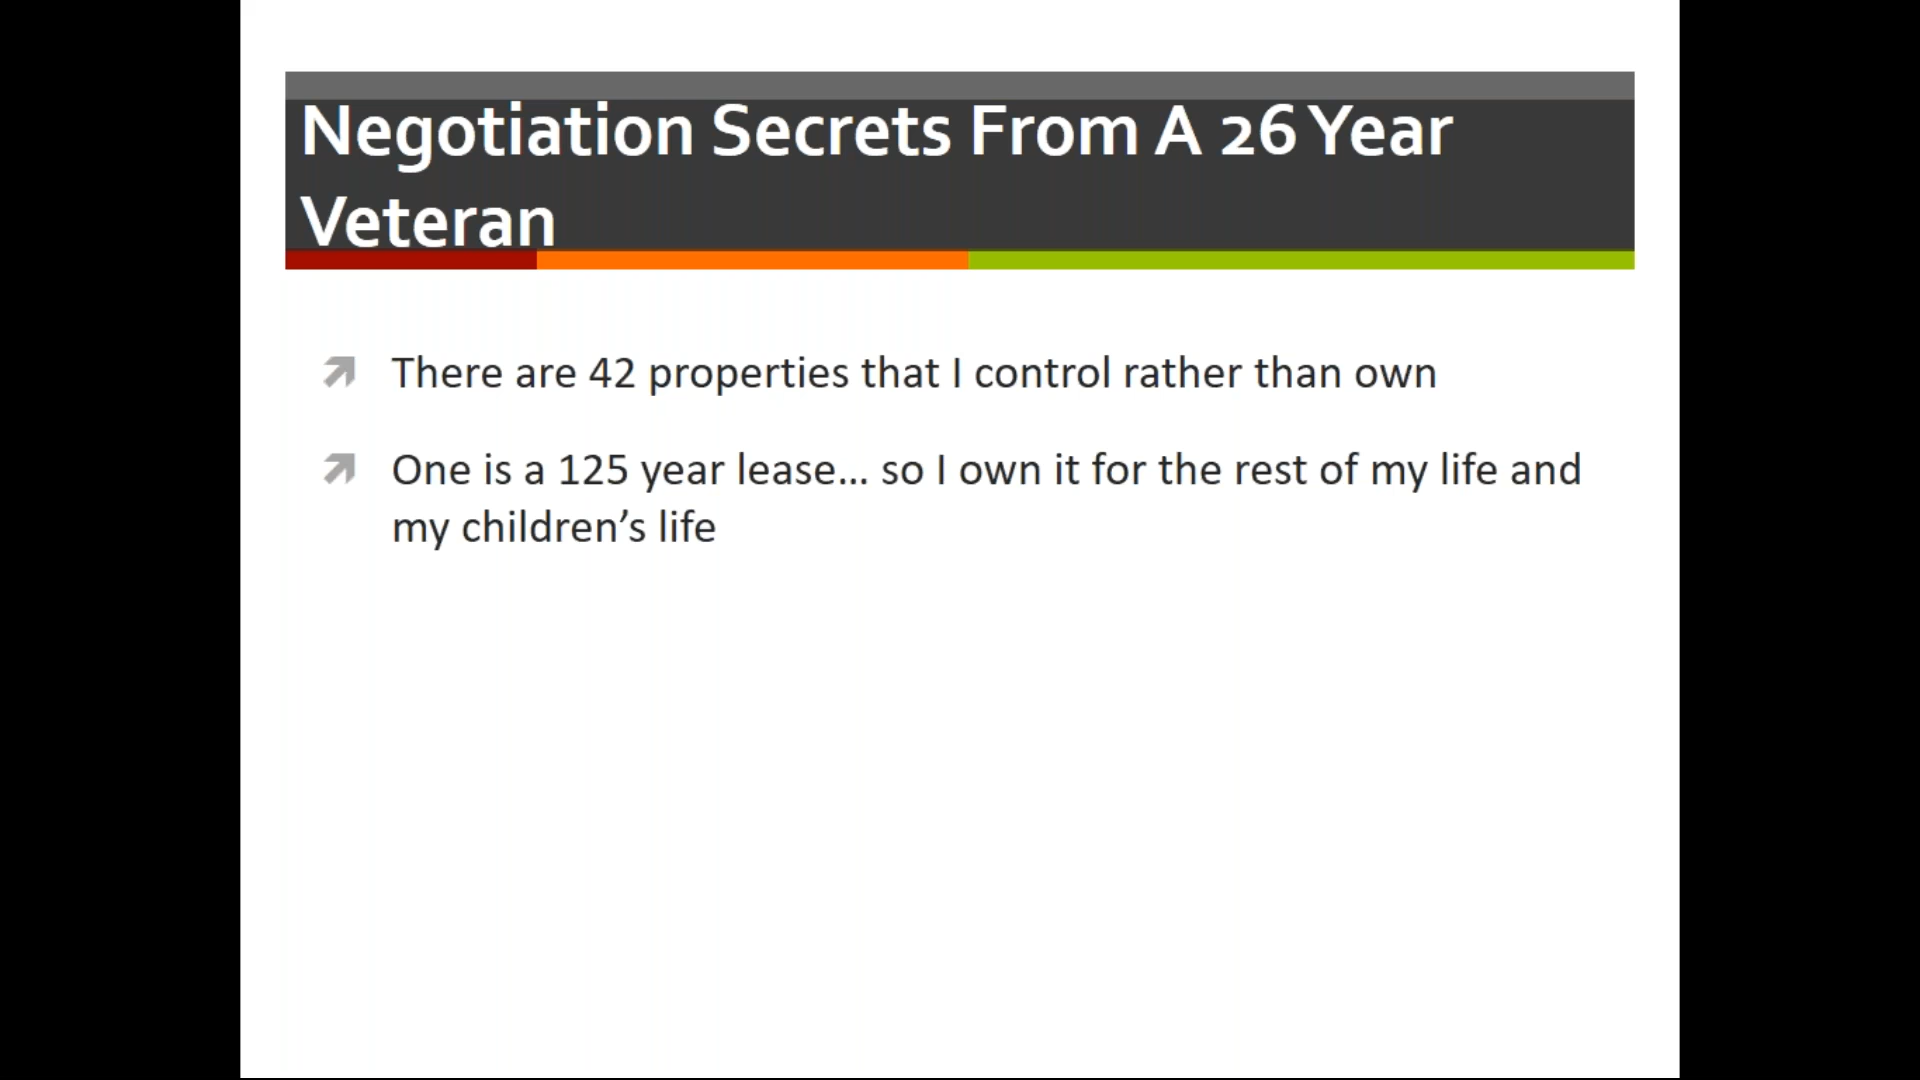 Negotiation Secrets From A 26 Year
Veteran
There are 42 properties that I control rather than own
One is a 125 year lease... so I own it for the rest of my life and
my children’s life